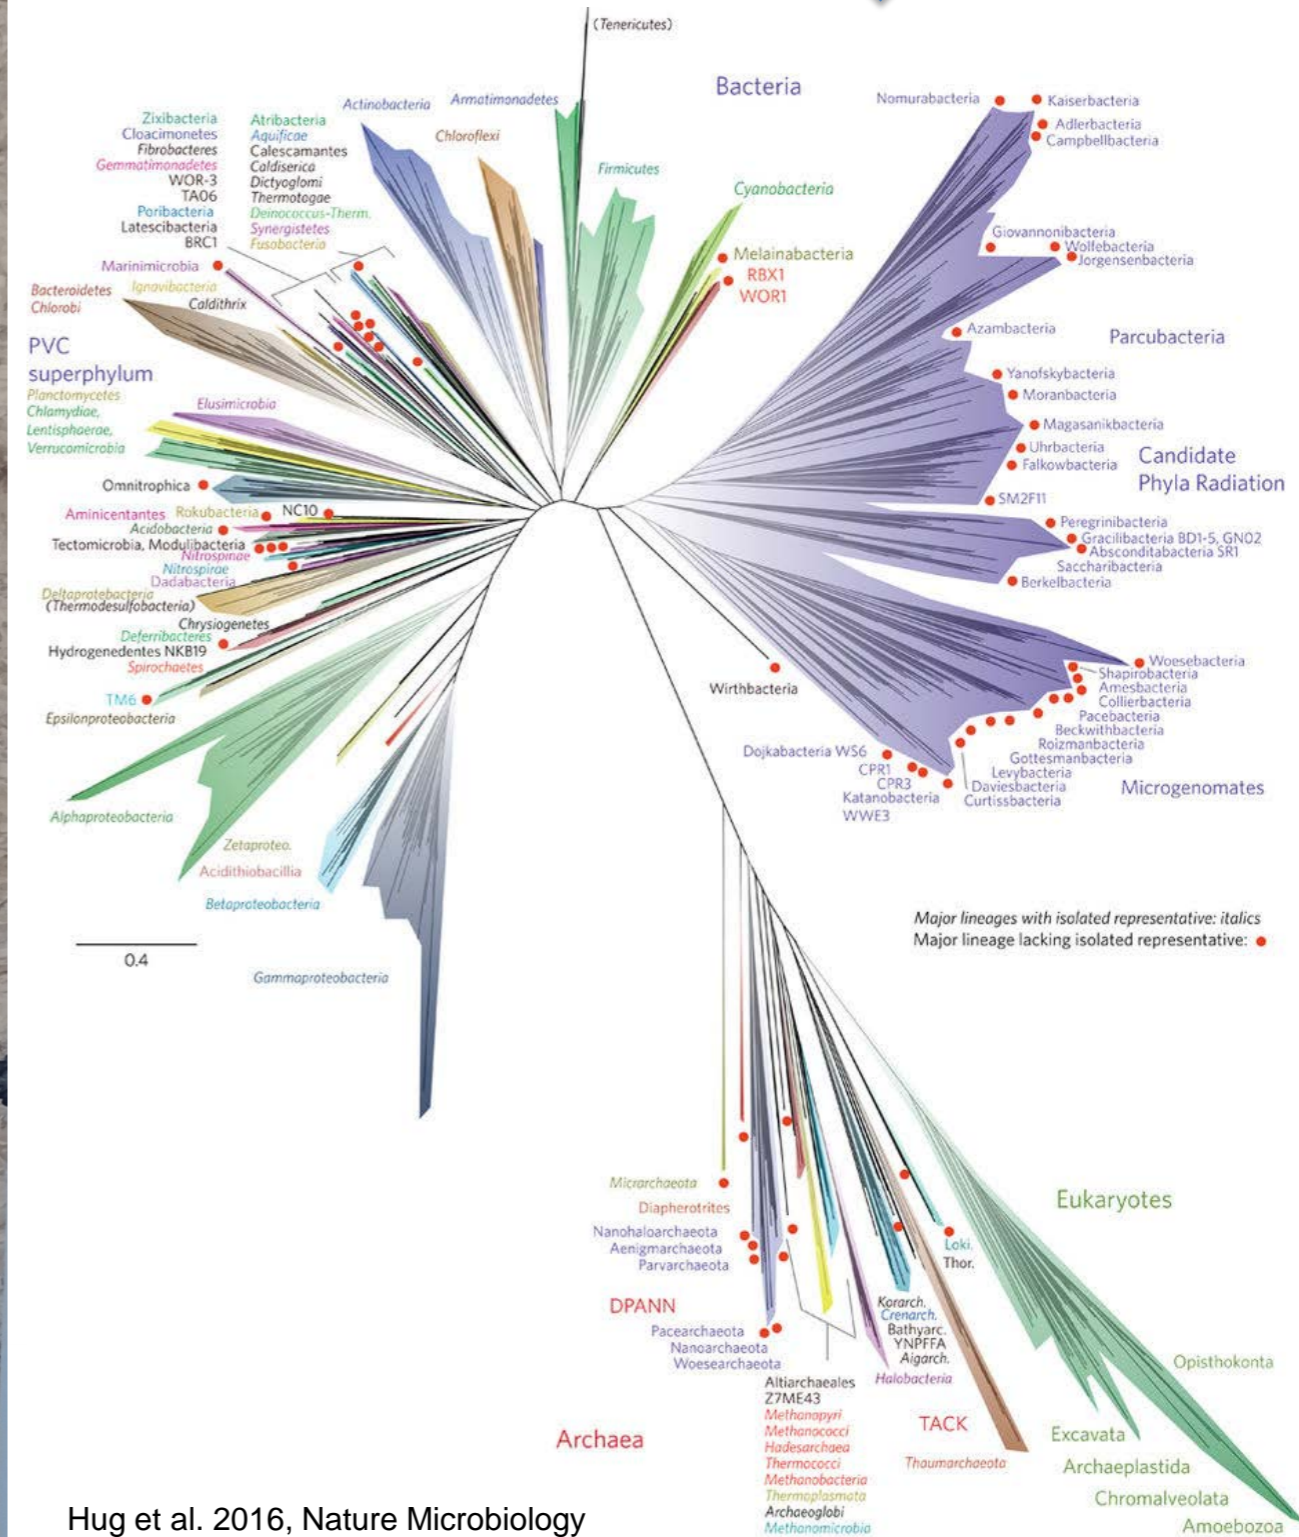 (Tenericutes)
Bacteria
Actinobacteria
Armatimonadetes
Nomurabacteria
Kaiserbacteria
Adlerbacteria
Campbellbacteria
Zixibacteria
Cloacimonetes
Fibrobacteres
Gemmatimonadetes
WOR-3
TA06
Poribacteria
Latescibacteria
BRC1
Atribacteria
Aquificae
Calescamantes
Caldiserica
Dictyoglomi
Thermotogae
Deinococcus-Therm.
Synergistetes
Fusobacteria
Chloroflexi
Firmicutes
Cyanobacteria
Melainabacteria
RBX1
WOR1
Giovannonibacteria
Wolfebacteria
Jorgensenbacteria
Marinimicrobia
Ignavibacteria
Bacteroidetes
Chlorobi
Caldithrix
Azambacteria
Parcubacteria
PVC
superphylum
Planctomycetes
Chlamydiae,
Lentisphaerae,
Verrucomicrobia
Elusimicrobia
Yanofskybacteria
Moranbacteria
Magasanikbacteria
Uhrbacteria
Falkowbacteria
Candidate
Phyla Radiation
SM2F11
Omnitrophica
Aminicentantes
Rokubacteria
NC10
Acidobacteria
Tectomicrobia, Modulibacteria
Nitrospinae
Nitrospirae
Dadabacteria
Deltaprotebacteria
(Thermodesulfobacteria)
Chrysiogenetes
Deferribacteres
Hydrogenedentes NKB19
Spirochaetes
TM6
Epsilonproteobacteria
Peregrinibacteria
Gracilibacteria BD1-5, GN02
Absconditabacteria SR1
Saccharibacteria
Berkelbacteria
Woesebacteria
Shapirobacteria
Amesbacteria
Collierbacteria
Pacebacteria
Beckwithbacteria
Roizmanbacteria
Gottesmanbacteria
Levybacteria
Daviesbacteria
Curtissbacteria
Microgenomates
Wirthbacteria
Dojkabacteria WS6
CPR1
CPR3
Katanobacteria
WWE3
Alphaproteobacteria
Zetaproteo.
Acidithiobacillia
Betaproteobacteria
0.4
Gammaproteobacteria
Major lineages with isolated representative: italics
Major lineage lacking isolated representative:
Micrarchaeota
Diapherotrites
Nanohaloarchaeota
Aenigmarchaeota
Parvarchaeota
DPANN
Pacearchaeota
Nanoarchaeota
Woesearchaeota
Eukaryotes
Loki.
Thor.
Korarch.
Crenarch.
Bathyarc.
YNPFFA
Aigarch.
Halobacteria
Altiarchaeales
Z7ME43
Methanopyri
Methanococci
Hadesarchaea
Thermococci
Methanobacteria
Thermoplasmata
Archaeoglobi
Methanomicrobia
Archaea
TACK
Thaumarchaeota
Opisthokonta
Excavata
Archaeplastida
Chromalveolata
Amoebozoa
Hug et al. 2016, Nature Microbiology